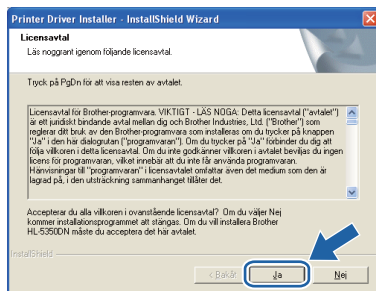 Printer Driver Installer - InstallShield Wizard
Licensavtal
Läs noggrant igenom följande licensavtal.
Tryck på PgDn för att visa resten av avtalet.
Licensavtal för Brother-programvara. VIKTIGT - LÄS NOGA: Detta licensavtal ("avtalet")
är ett juridiskt bindande avtal mellan dig och Brother Industries, Ltd. ("Brother") som
reglerar ditt bruk av den Brother-programvara som installeras om du trycker på knappen
"Ja" i den här dialogrutan ("programvaran"). Om du trycker på "Ja" förbinder du dig att
följa villkoren i detta licensavtal. Om du inte godkänner villkoren i avtalet beviljas du ingen
licens för programvaran, vilket innebär att du inte får använda programvaran.
Hänvisningar till "programvaran" i licensavtalet omfattar även det medium som den är
lagrad på, i den utsträckning sammanhanget tillåter det.
Accepterar du alla villkoren i ovanstående licensavtal? Om du väljer Nej
kommer installationsprogrammet att stängas. Om du vill installera Brother
HL-5350DN måste du acceptera det här avtalet.
InstallShield
< Bakåt Ja Nej